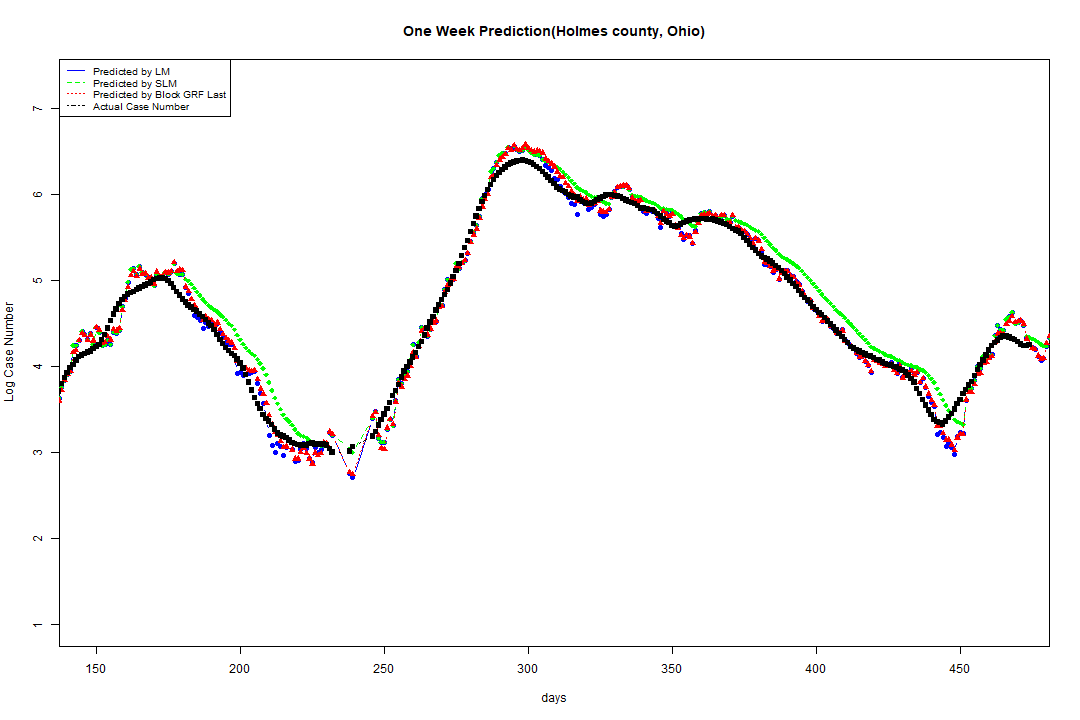 One Week Prediction(Holmes county, Ohio)
Predicted by LM
Predicted by SLM
Predicted by Block GRF Last
Actual Case Number
7
6
5
4
3
2
1
Log Case Number
150 200 250 300 350 400 450
days